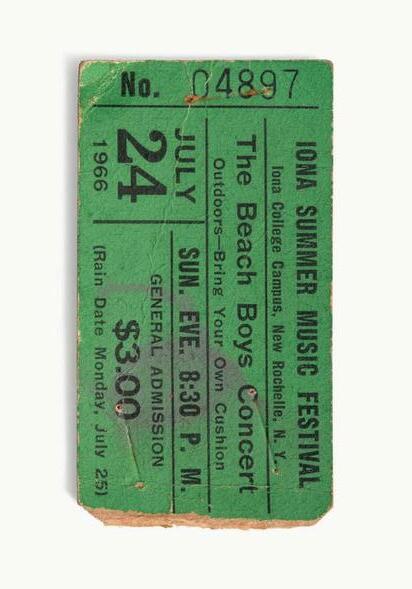 No. 04897
IONA SUMMER MUSIC FESTIVAL
Iona College Campus, New Rochelle, N. Y.
The Beach Boys Concert
Outdoors—Bring Your Own Cushion
JULY
24
1966
SUN. EVE. 8:30 P. M.
GENERAL ADMISSION
$3.00
(Rain Date Monday, July 25)